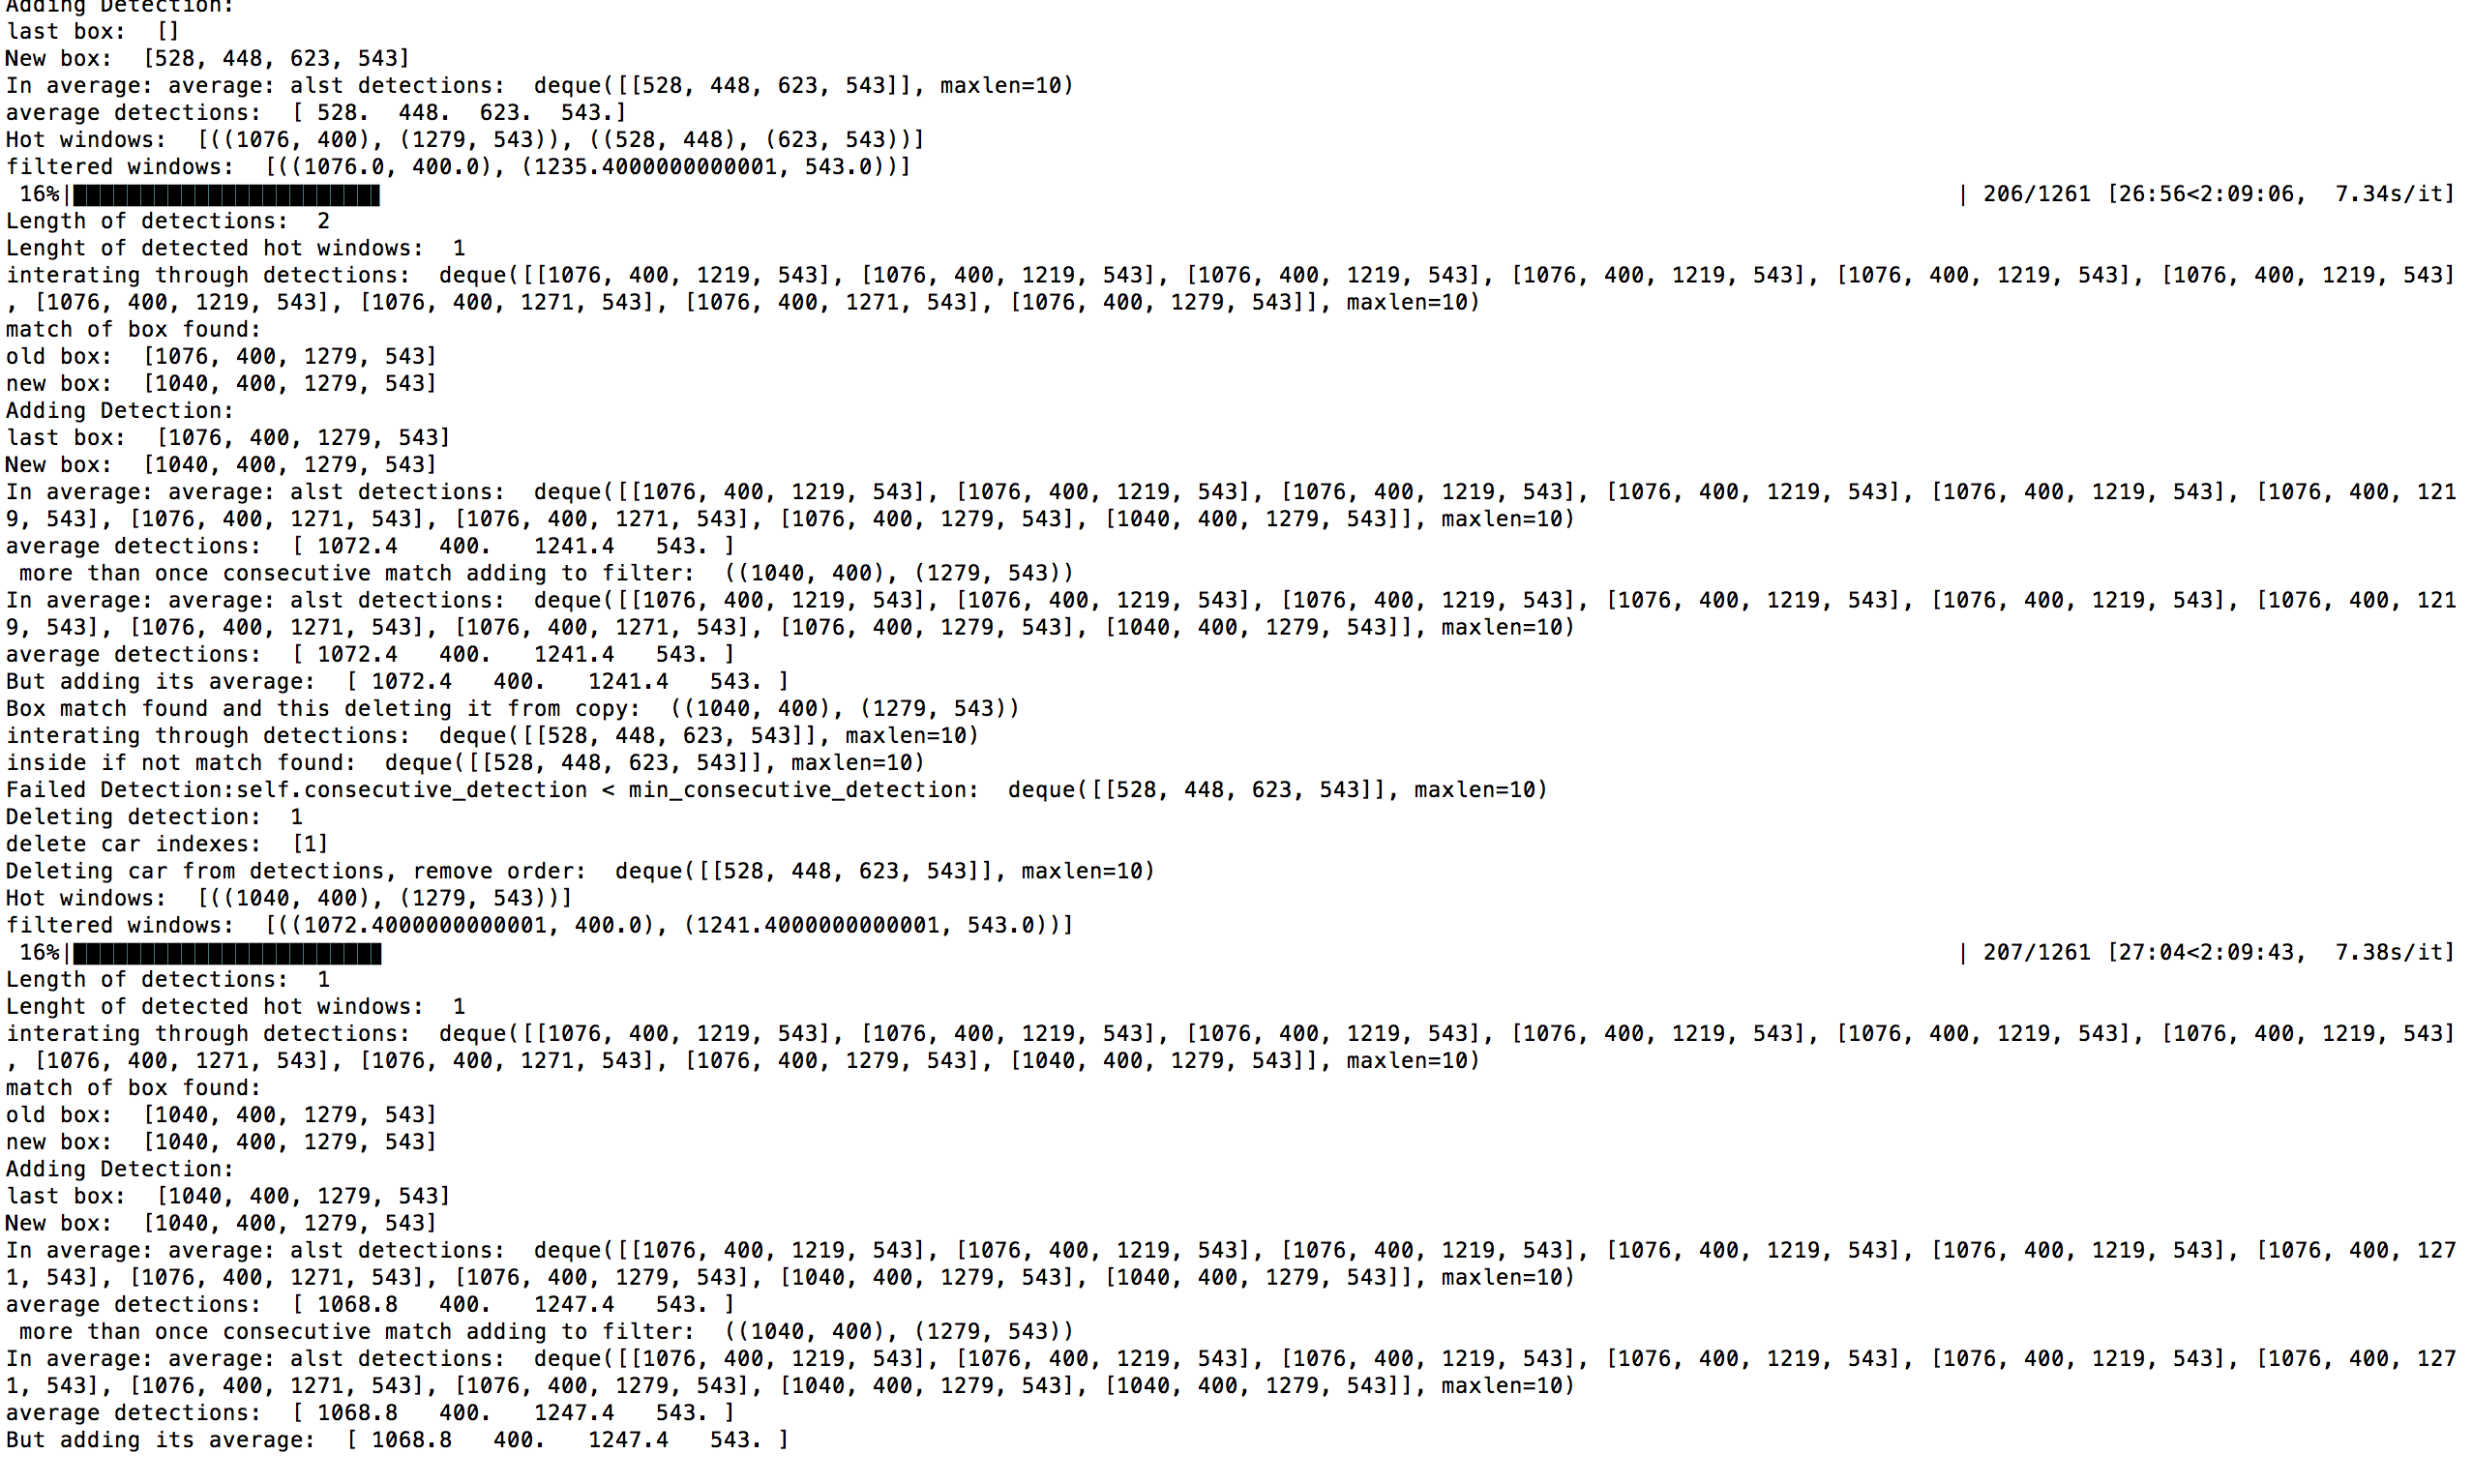 Adding Detection:
last box:  []
New box:  [528, 448, 623, 543]
In average: average: alst detections:  deque([[528, 448, 623, 543]], maxlen=10)
average detections:  [ 528.  448.  623.  543.]
Hot windows:  [((1076, 400), (1279, 543)), ((528, 448), (623, 543))]
filtered windows:  [((1076.0, 400.0), (1235.4000000000001, 543.0))]
 16%|                | 206/1261 [26:56<2:09:06,  7.34s/it]
Length of detections:  2
Lenght of detected hot windows:  1
interating through detections:  deque([[1076, 400, 1219, 543], [1076, 400, 1219, 543], [1076, 400, 1219, 543], [1076, 400, 1219, 543], [1076, 400, 1219, 543], [1076, 400, 1219, 543]
, [1076, 400, 1219, 543], [1076, 400, 1271, 543], [1076, 400, 1271, 543], [1076, 400, 1279, 543]], maxlen=10)
match of box found:
old box:  [1076, 400, 1279, 543]
new box:  [1040, 400, 1279, 543]
Adding Detection:
last box:  [1076, 400, 1279, 543]
New box:  [1040, 400, 1279, 543]
In average: average: alst detections:  deque([[1076, 400, 1219, 543], [1076, 400, 1219, 543], [1076, 400, 1219, 543], [1076, 400, 1219, 543], [1076, 400, 1219, 543], [1076, 400, 121
9, 543], [1076, 400, 1271, 543], [1076, 400, 1271, 543], [1076, 400, 1279, 543], [1040, 400, 1279, 543]], maxlen=10)
average detections:  [ 1072.4   400.   1241.4   543. ]
 more than once consecutive match adding to filter:  ((1040, 400), (1279, 543))
In average: average: alst detections:  deque([[1076, 400, 1219, 543], [1076, 400, 1219, 543], [1076, 400, 1219, 543], [1076, 400, 1219, 543], [1076, 400, 1219, 543], [1076, 400, 121
9, 543], [1076, 400, 1271, 543], [1076, 400, 1271, 543], [1076, 400, 1279, 543], [1040, 400, 1279, 543]], maxlen=10)
average detections:  [ 1072.4   400.   1241.4   543. ]
But adding its average:  [ 1072.4   400.   1241.4   543. ]
Box match found and this deleting it from copy:  ((1040, 400), (1279, 543))
interating through detections:  deque([[528, 448, 623, 543]], maxlen=10)
inside if not match found:  deque([[528, 448, 623, 543]], maxlen=10)
Failed Detection:self.consecutive_detection < min_consecutive_detection:  deque([[528, 448, 623, 543]], maxlen=10)
Deleting detection:  1
delete car indexes:  [1]
Deleting car from detections, remove order:  deque([[528, 448, 623, 543]], maxlen=10)
Hot windows:  [((1040, 400), (1279, 543))]
filtered windows:  [((1072.4000000000001, 400.0), (1241.4000000000001, 543.0))]
 16%|                | 207/1261 [27:04<2:09:43,  7.38s/it]
Length of detections:  1
Lenght of detected hot windows:  1
interating through detections:  deque([[1076, 400, 1219, 543], [1076, 400, 1219, 543], [1076, 400, 1219, 543], [1076, 400, 1219, 543], [1076, 400, 1219, 543], [1076, 400, 1219, 543]
, [1076, 400, 1271, 543], [1076, 400, 1271, 543], [1076, 400, 1279, 543], [1040, 400, 1279, 543]], maxlen=10)
match of box found:
old box:  [1040, 400, 1279, 543]
new box:  [1040, 400, 1279, 543]
Adding Detection:
last box:  [1040, 400, 1279, 543]
New box:  [1040, 400, 1279, 543]
In average: average: alst detections:  deque([[1076, 400, 1219, 543], [1076, 400, 1219, 543], [1076, 400, 1219, 543], [1076, 400, 1219, 543], [1076, 400, 1219, 543], [1076, 400, 127
1, 543], [1076, 400, 1271, 543], [1076, 400, 1279, 543], [1040, 400, 1279, 543], [1040, 400, 1279, 543]], maxlen=10)
average detections:  [ 1068.8   400.   1247.4   543. ]
 more than once consecutive match adding to filter:  ((1040, 400), (1279, 543))
In average: average: alst detections:  deque([[1076, 400, 1219, 543], [1076, 400, 1219, 543], [1076, 400, 1219, 543], [1076, 400, 1219, 543], [1076, 400, 1219, 543], [1076, 400, 127
1, 543], [1076, 400, 1271, 543], [1076, 400, 1279, 543], [1040, 400, 1279, 543], [1040, 400, 1279, 543]], maxlen=10)
average detections:  [ 1068.8   400.   1247.4   543. ]
But adding its average:  [ 1068.8   400.   1247.4   543. ]